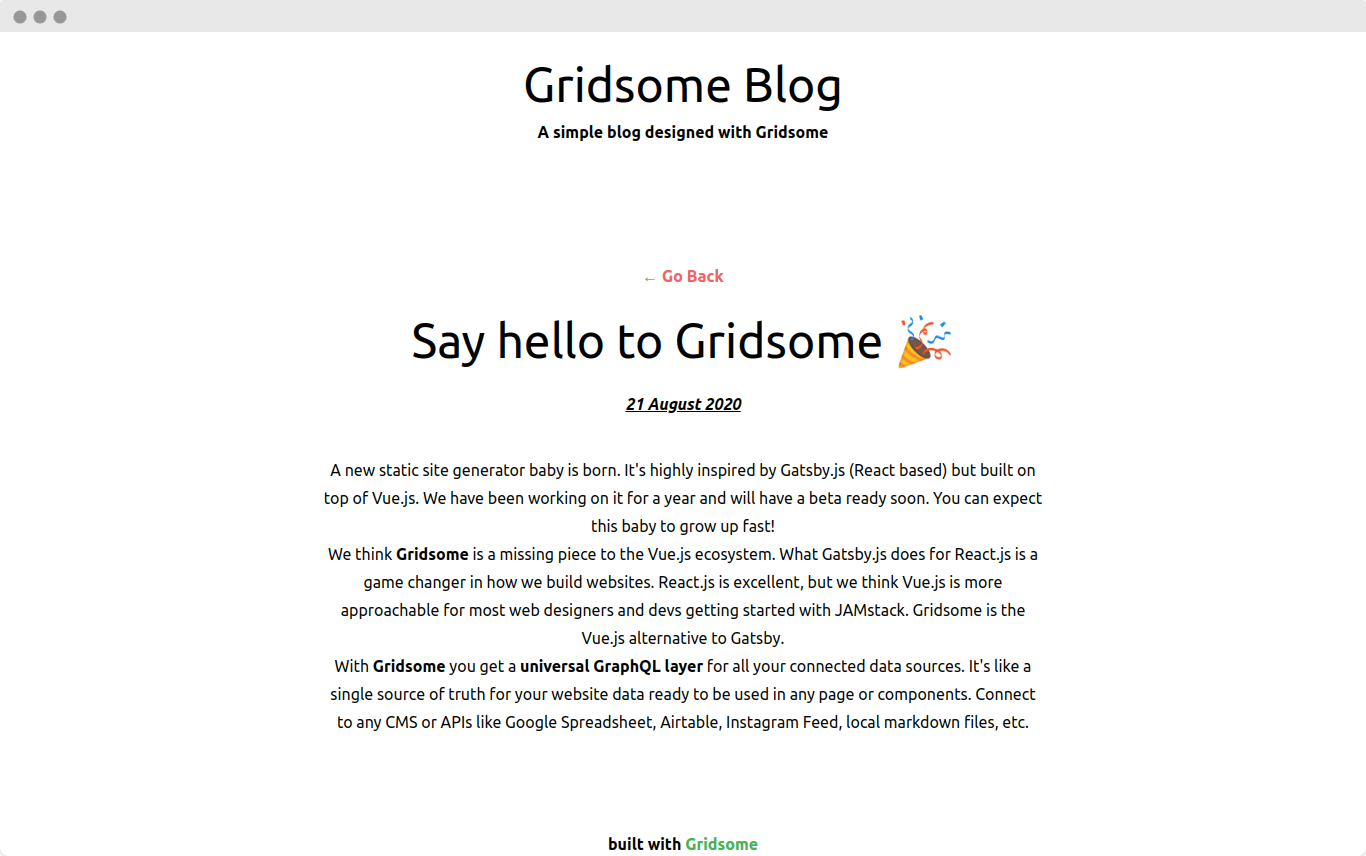 Gridsome Blog
A simple blog designed with Gridsome
← Go Back
Say hello to Gridsome 🎉
21 August 2020
A new static site generator baby is born. It's highly inspired by Gatsby.js (React based) but built on
top of Vue.js. We have been working on it for a year and will have a beta ready soon. You can expect
this baby to grow up fast!
We think Gridsome is a missing piece to the Vue.js ecosystem. What Gatsby.js does for React.js is a
game changer in how we build websites. React.js is excellent, but we think Vue.js is more
approachable for most web designers and devs getting started with JAMstack. Gridsome is the
Vue.js alternative to Gatsby.
With Gridsome you get a universal GraphQL layer for all your connected data sources. It's like a
single source of truth for your website data ready to be used in any page or components. Connect
to any CMS or APIs like Google Spreadsheet, Airtable, Instagram Feed, local markdown files, etc.
built with Gridsome